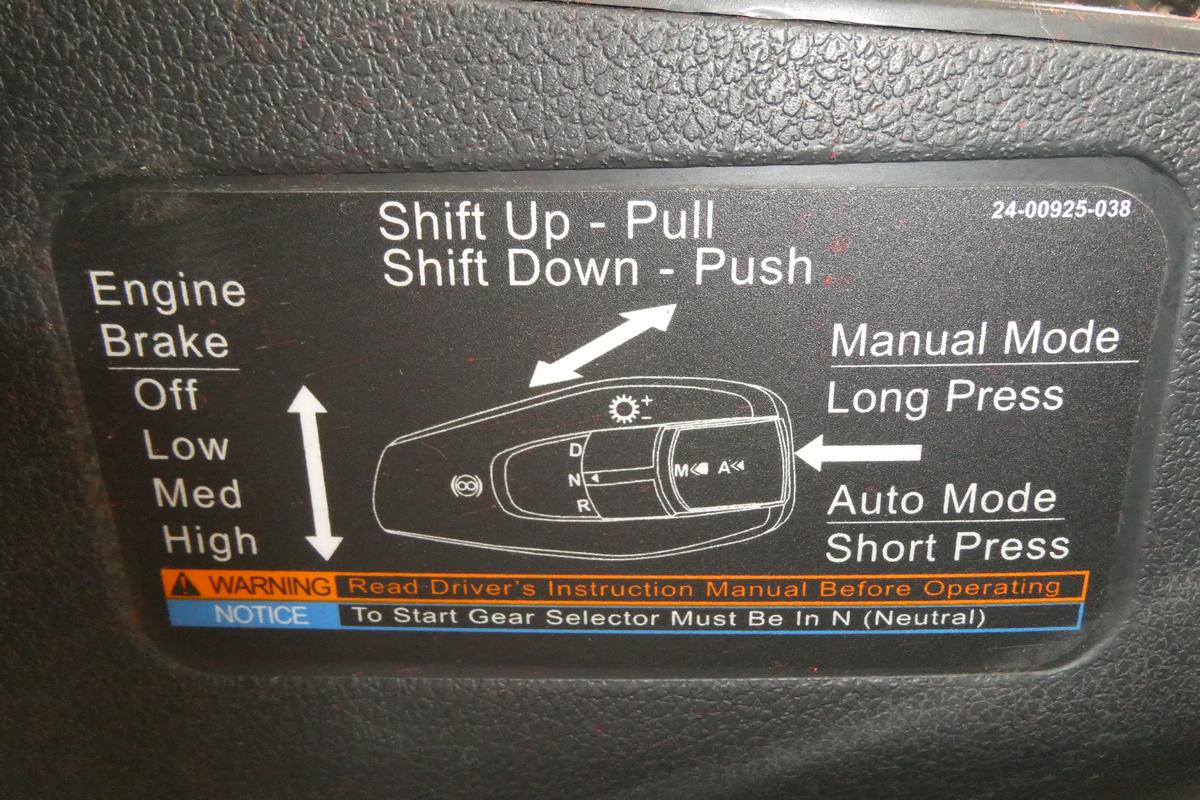 24-00925-038
Shift Up - Pull
Shift Down - Push
Engine
Brake
Off
Low
Med
High
+
-
D
N
R
M A
Manual Mode
Long Press
Auto Mode
Short Press
WARNING Read Driver's Instruction Manual Before Operating
NOTICE To Start Gear Selector Must Be In N (Neutral)